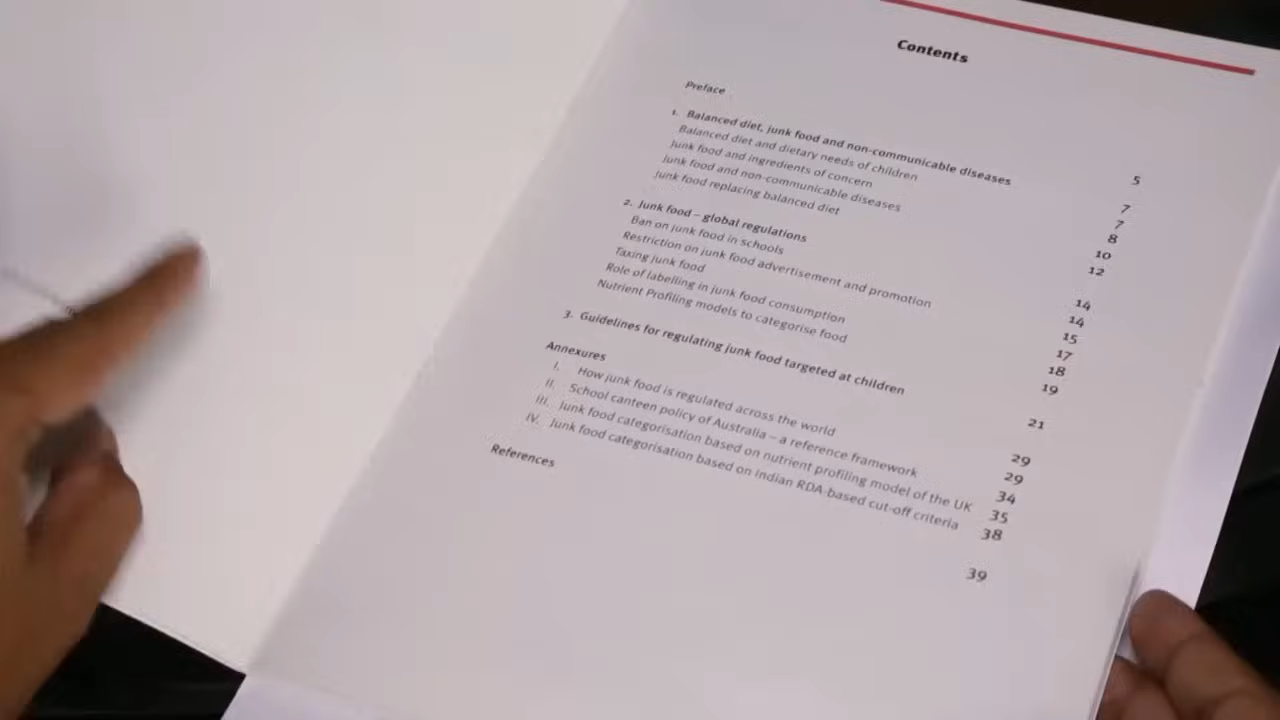 Contents
Preface 5
1. Balanced diet, junk food and non-communicable diseases 7
Balanced diet and dietary needs of children 7
Junk food and ingredients of concern 8
Junk food and non-communicable diseases 10
Junk food replacing balanced diet 12
2. Junk food – global regulations 14
Ban on junk food in schools 14
Restriction on junk food advertisement and promotion 15
Taxing junk food 17
Role of labelling in junk food consumption 18
Nutrient Profiling models to categorise food 19
3. Guidelines for regulating junk food targeted at children 21
Annexures 29
I. How junk food is regulated across the world 29
II. School canteen policy of Australia – a reference framework 34
III. Junk food categorisation based on nutrient profiling model of the UK 35
IV. Junk food categorisation based on Indian RDA-based cut-off criteria 38
References 39